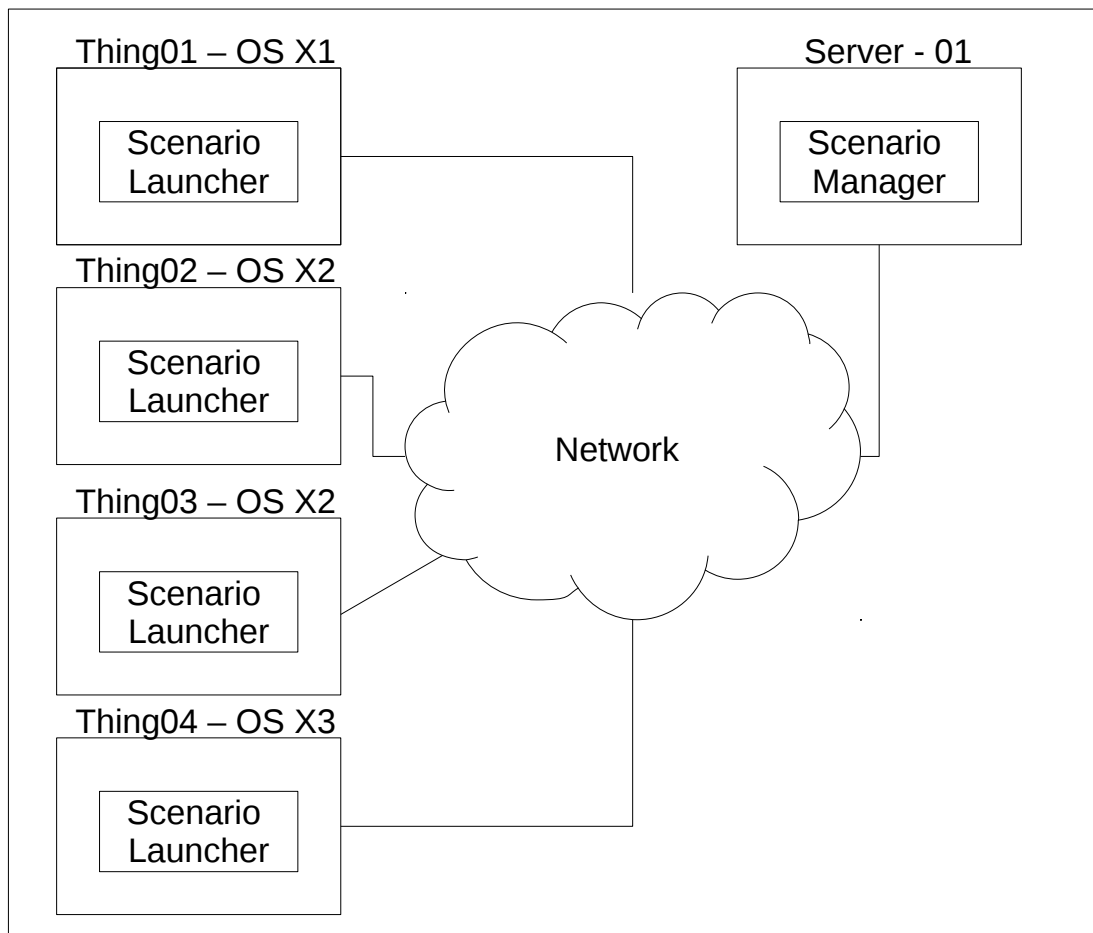 Thing01 – OS X1
Scenario
Launcher
Server - 01
Scenario
Manager
Thing02 – OS X2
Scenario
Launcher
Network
Thing03 – OS X2
Scenario
Launcher
Thing04 – OS X3
Scenario
Launcher